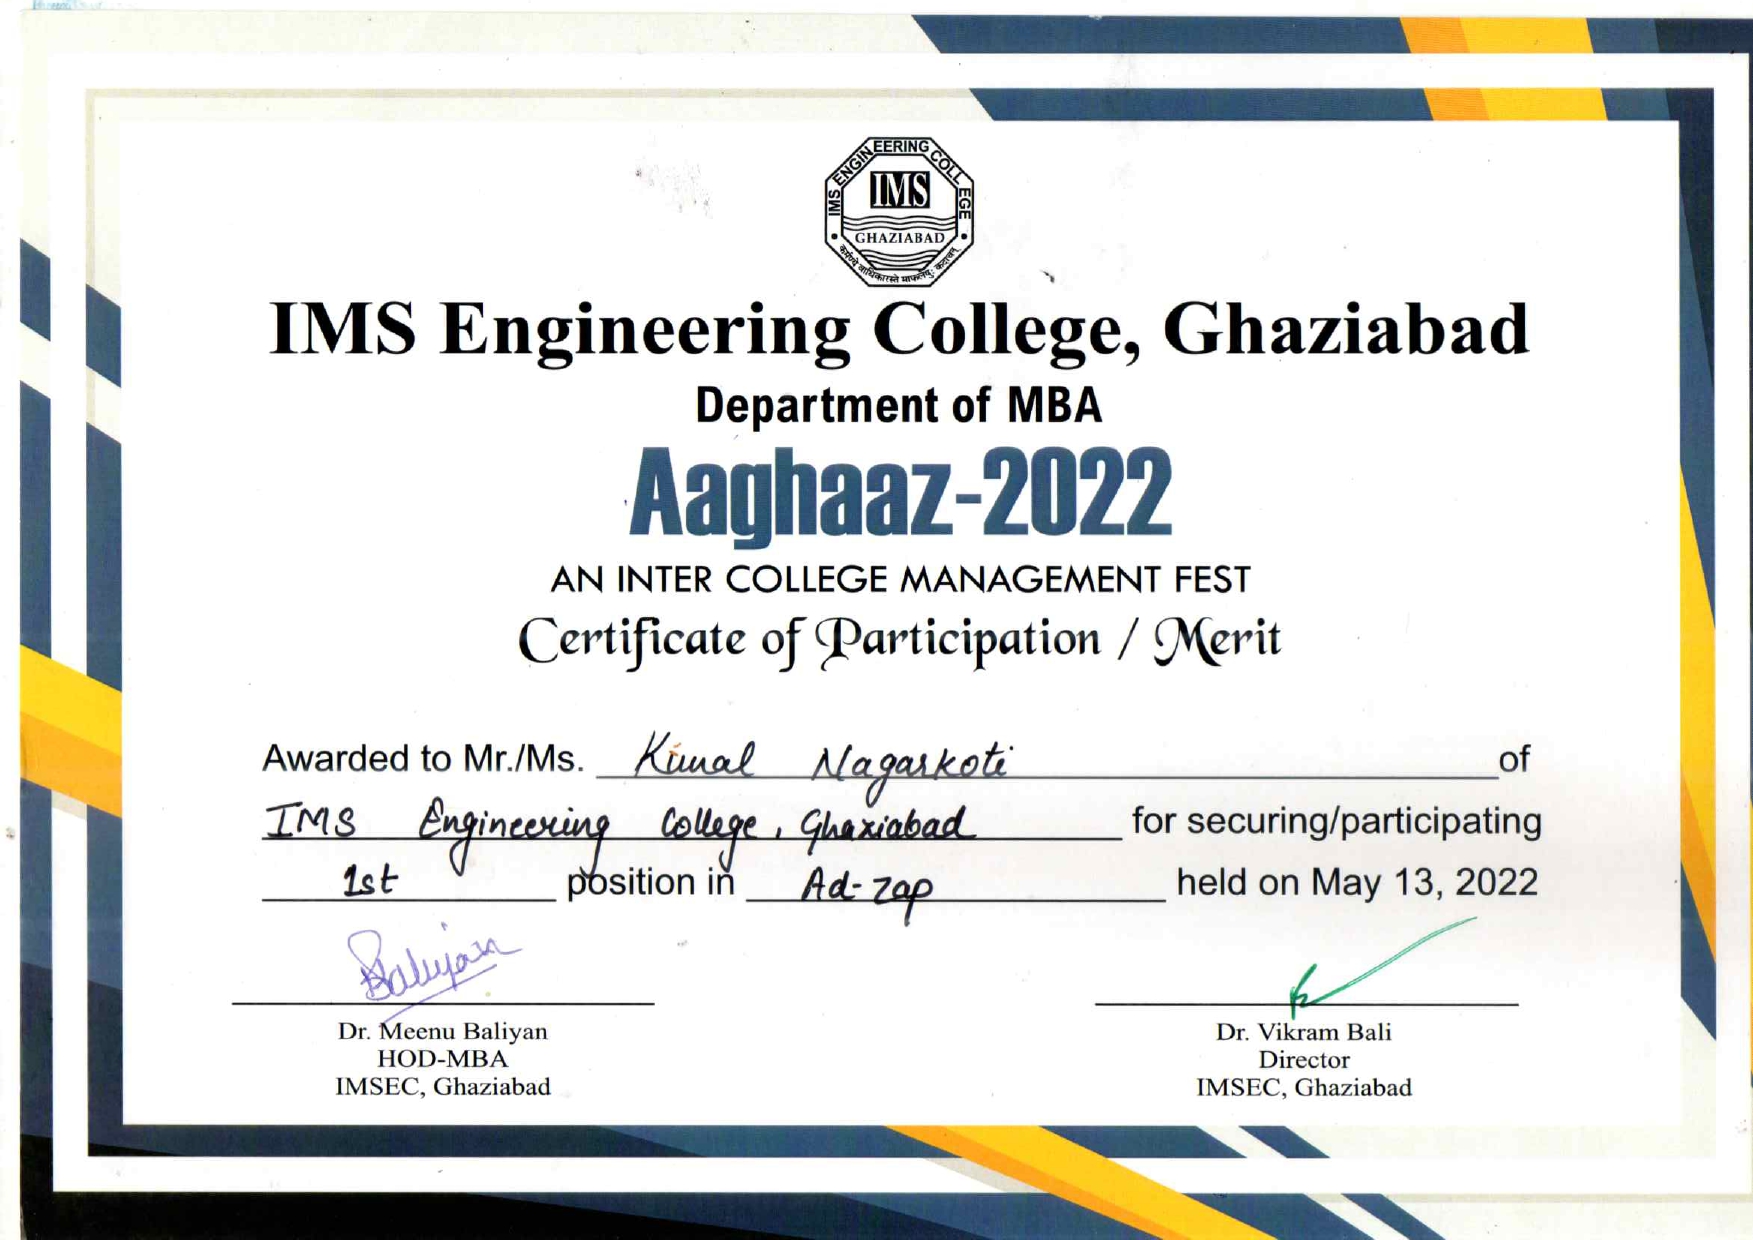 IMS ENGINEERING COLLEGE
IMS
GHAZIABAD
IMS Engineering College, Ghaziabad
Department of MBA
Aaghaaz-2022
AN INTER COLLEGE MANAGEMENT FEST
Certificate of Participation / Merit
Awarded to Mr./Ms. Kunal Nagarkoti of
IMS Engineering College, Ghaziabad for securing/participating
1st position in Ad-zap held on May 13, 2022
Baliyan
Dr. Meenu Baliyan
HOD-MBA
IMSEC, Ghaziabad
Dr. Vikram Bali
Director
IMSEC, Ghaziabad